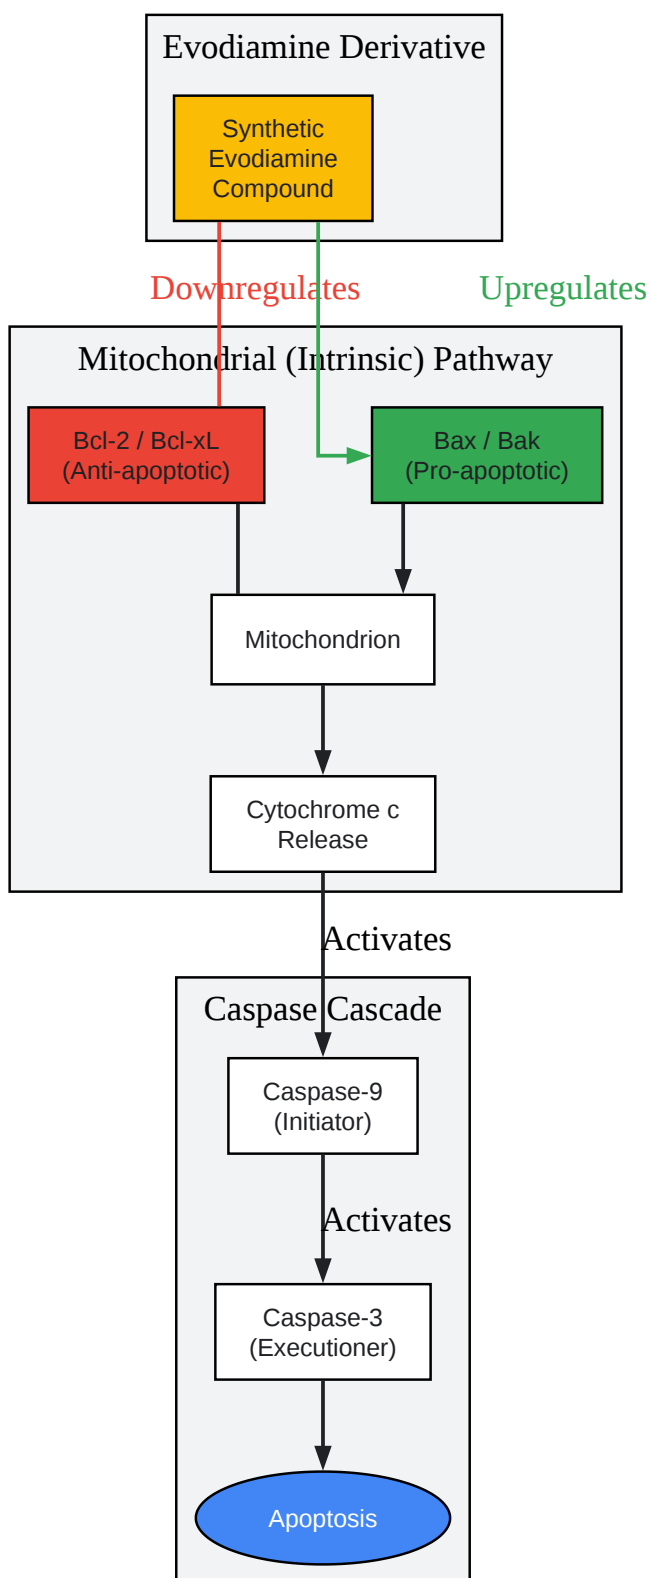 Evodiamine Derivative
Synthetic
Evodiamine
Compound
Downregulates
Upregulates
Mitochondrial (Intrinsic) Pathway
Bcl-2 / Bcl-xL
(Anti-apoptotic)
Bax / Bak
(Pro-apoptotic)
Mitochondrion
Cytochrome c
Release
Activates
Caspase Cascade
Caspase-9
(Initiator)
Activates
Caspase-3
(Executioner)
Apoptosis